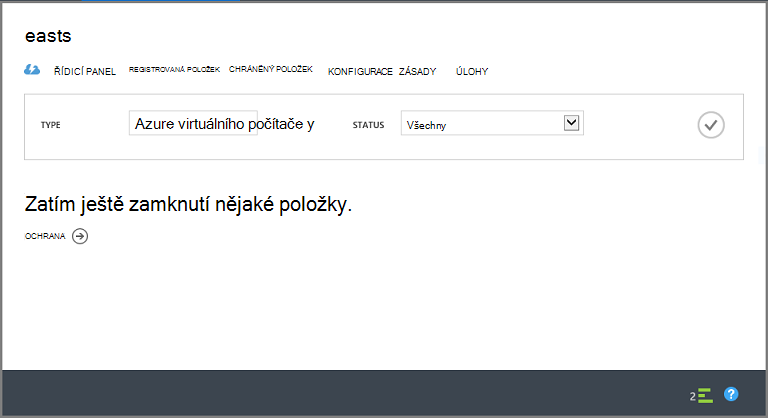 easts
ŘÍDICÍ PANEL REGISTROVANÁ POLOŽEK CHRÁNĚNÝ POLOŽEK KONFIGURACE ZÁSADY ÚLOHY
TYPE Azure virtuálního počítače y STATUS Všechny
Zatím ještě zamknutí nějaké položky.
OCHRANA
2 ?